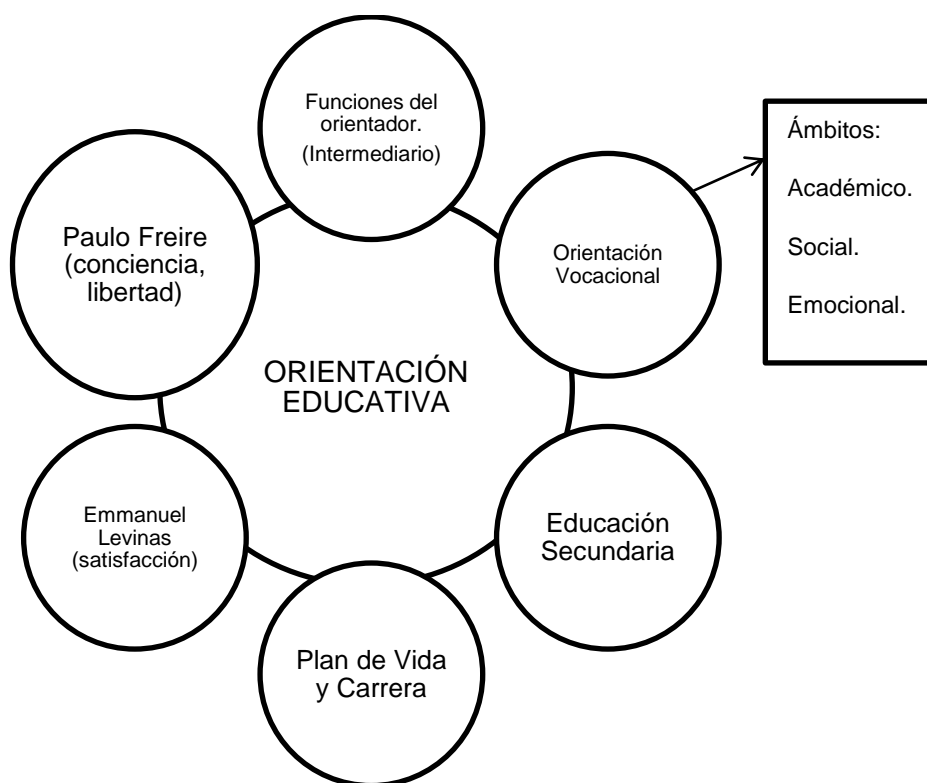 Funciones del
orientador.
(Intermediario)
Orientación
Vocacional
Ámbitos:
Académico.
Social.
Emocional.
Paulo Freire
(conciencia,
libertad)
ORIENTACIÓN
EDUCATIVA
Emmanuel
Levinas
(satisfacción)
Educación
Secundaria
Plan de Vida
y Carrera